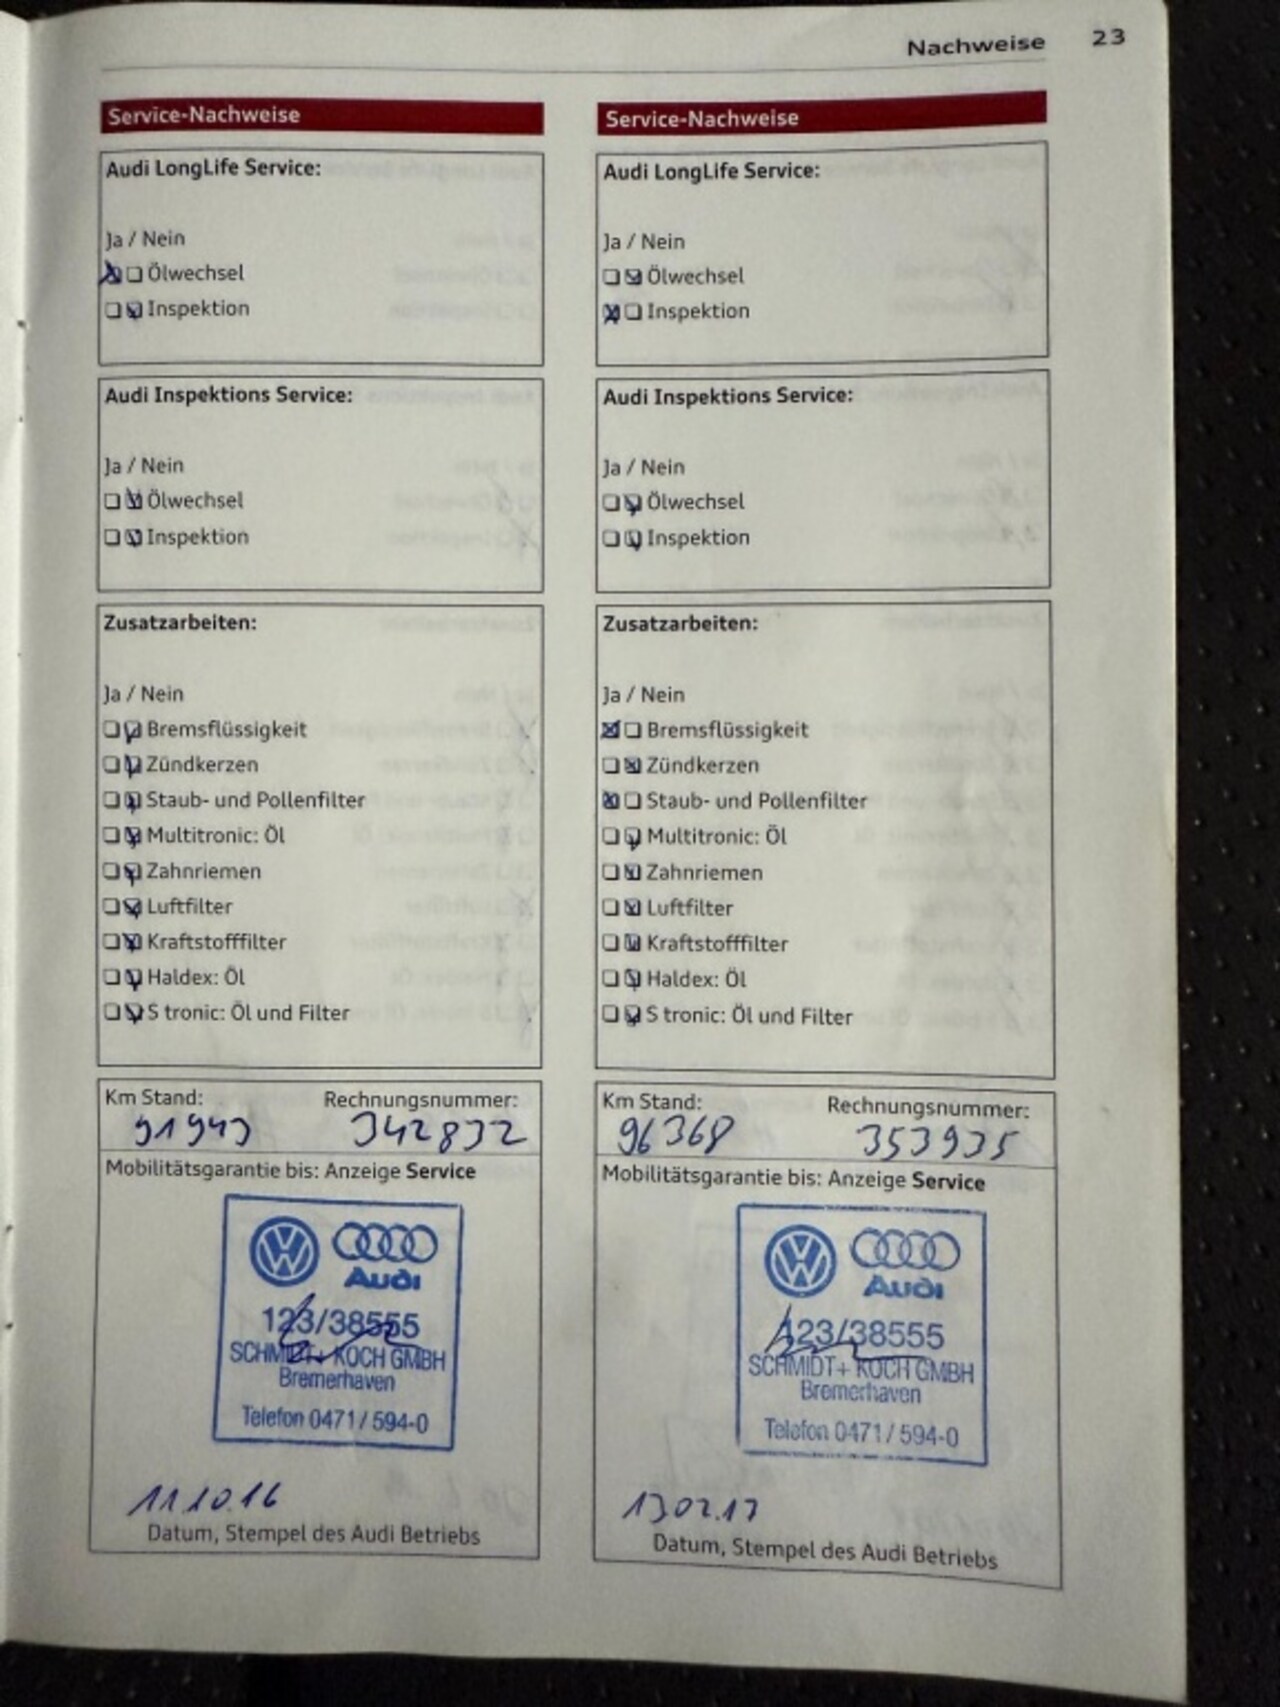 Nachweise 23
Service-Nachweise
Audi LongLife Service:
Ja / Nein
Ölwechsel
Inspektion
Audi Inspektions Service:
Ja / Nein
Ölwechsel
Inspektion
Zusatzarbeiten:
Ja / Nein
Bremsflüssigkeit
Zündkerzen
Staub- und Pollenfilter
Multitronic: Öl
Zahnriemen
Luftfilter
Kraftstofffilter
Haldex: Öl
S tronic: Öl und Filter
Km Stand: Rechnungsnummer:
91943 342832
Mobilitätsgarantie bis: Anzeige Service
VW
Audi
123/38555
SCHMIDT+ KOCH GMBH
Bremerhaven
Telefon 0471/594-0
11.10.16
Datum, Stempel des Audi Betriebs
Service-Nachweise
Audi LongLife Service:
Ja / Nein
Ölwechsel
Inspektion
Audi Inspektions Service:
Ja / Nein
Ölwechsel
Inspektion
Zusatzarbeiten:
Ja / Nein
Bremsflüssigkeit
Zündkerzen
Staub- und Pollenfilter
Multitronic: Öl
Zahnriemen
Luftfilter
Kraftstofffilter
Haldex: Öl
S tronic: Öl und Filter
Km Stand: Rechnungsnummer:
96368 353935
Mobilitätsgarantie bis: Anzeige Service
VW
Audi
123/38555
SCHMIDT+ KOCH GMBH
Bremerhaven
Telefon 0471/594-0
13.02.17
Datum, Stempel des Audi Betriebs